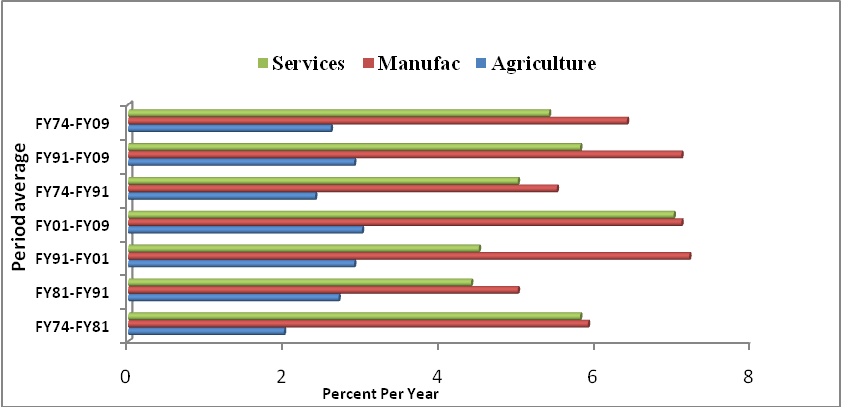 Services Manufac Agriculture
Period average
FY74-FY09
FY91-FY09
FY74-FY91
FY01-FY09
FY91-FY01
FY81-FY91
FY74-FY81
0 2 4 6 8
Percent Per Year